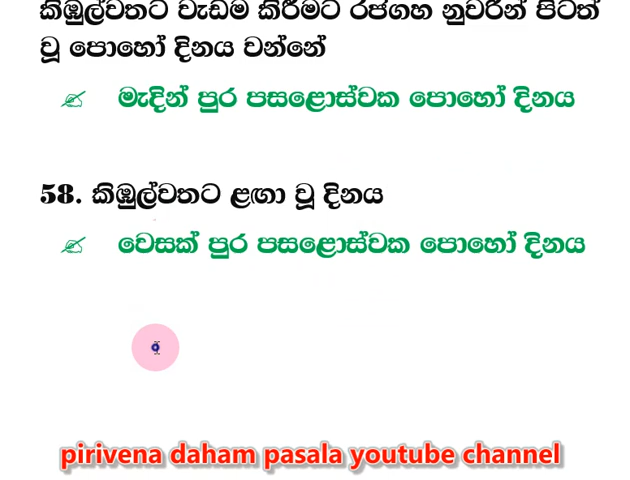 කිඹුල්වතට වැඩම කිරීමට රජගහ නුවරින් පිටත්
වූ පොහෝ දිනය වන්නේ
මැදින් පුර පසළොස්වක පොහෝ දිනය
58. කිඹුල්වතට ළඟා වූ දිනය
වෙසක් පුර පසළොස්වක පොහෝ දිනය
pirivena daham pasala youtube channel